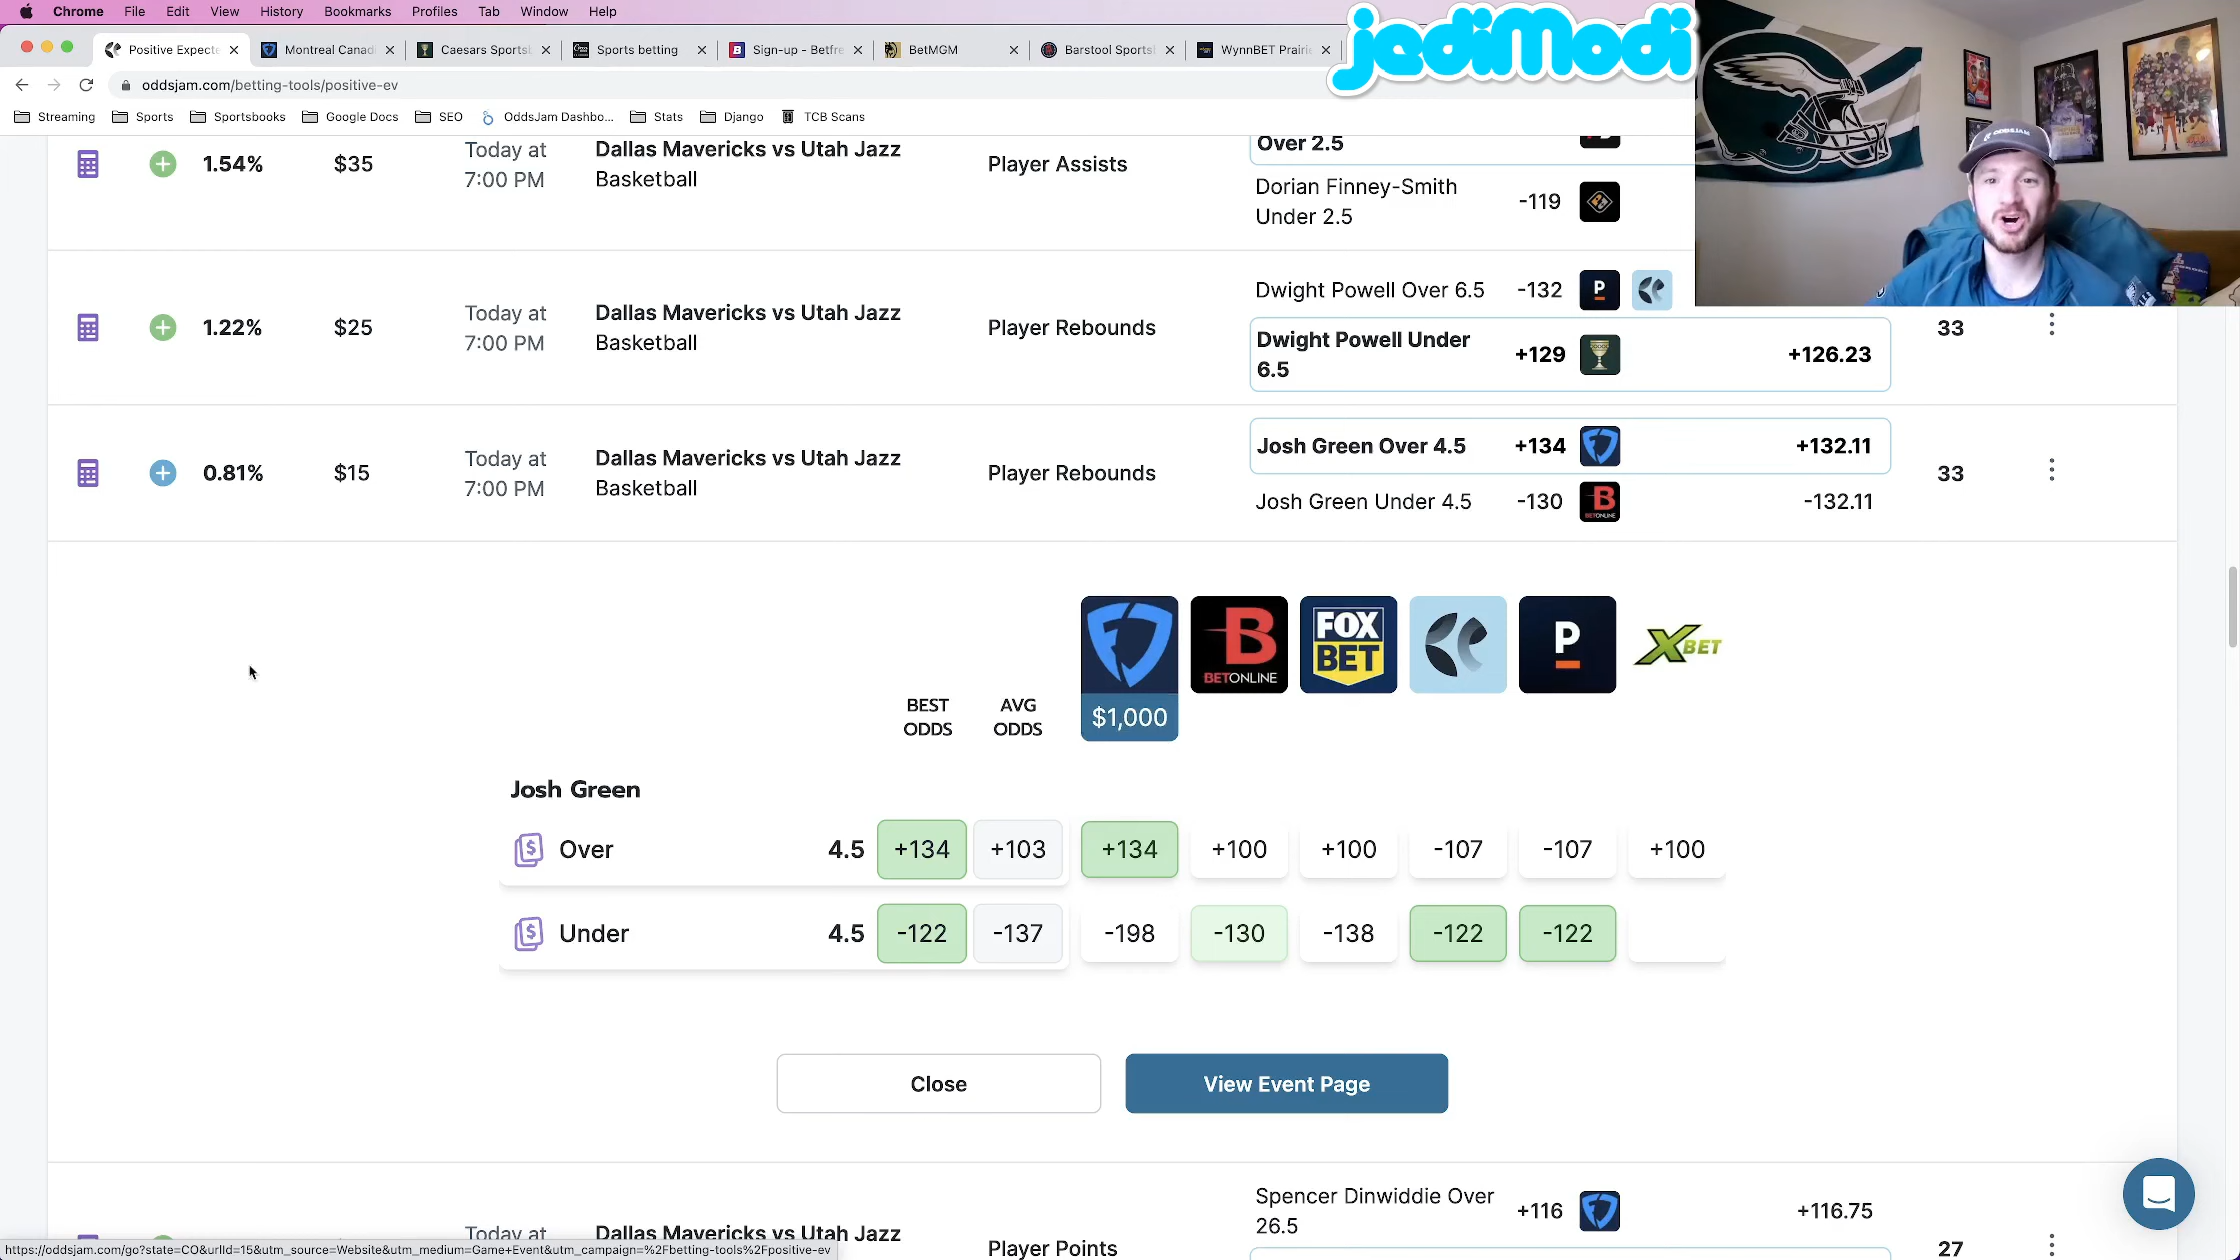 Chrome File Edit View History Bookmarks Profiles Tab Window Help
jediModi
Positive Expecte Montreal Canadi Caesars Sportsb Sports betting Sign-up - Betfre BetMGM Barstool Sportsb WynnBET Prairi
oddsjam.com/betting-tools/positive-ev
Streaming Sports Sportsbooks Google Docs SEO OddsJam Dashbo... Stats Django TCB Scans
1.54% $35 Today at Dallas Mavericks vs Utah Jazz Player Assists Over 2.5
7:00 PM Basketball
Dorian Finney-Smith -119
Under 2.5
Dwight Powell Over 6.5 -132 P
1.22% $25 Today at Dallas Mavericks vs Utah Jazz Player Rebounds 33
7:00 PM Basketball
Dwight Powell Under +129 +126.23
6.5
Josh Green Over 4.5 +134 +132.11
0.81% $15 Today at Dallas Mavericks vs Utah Jazz Player Rebounds 33
7:00 PM Basketball
Josh Green Under 4.5 -130 B BETONLINE -132.11
B BETONLINE FOX BET P XBET
BEST AVG
ODDS ODDS
$1,000
Josh Green
Over 4.5 +134 +103 +134 +100 +100 -107 -107 +100
Under 4.5 -122 -137 -198 -130 -138 -122 -122
Close View Event Page
Spencer Dinwiddie Over +116 +116.75
26.5
Today at Dallas Mavericks vs Utah Jazz Player Points 27
https://oddsjam.com/go?state=CO&urlId=15&utm_source=Website&utm_medium=Game+Event&utm_campaign=%2Fbetting-tools%2Fpositive-ev